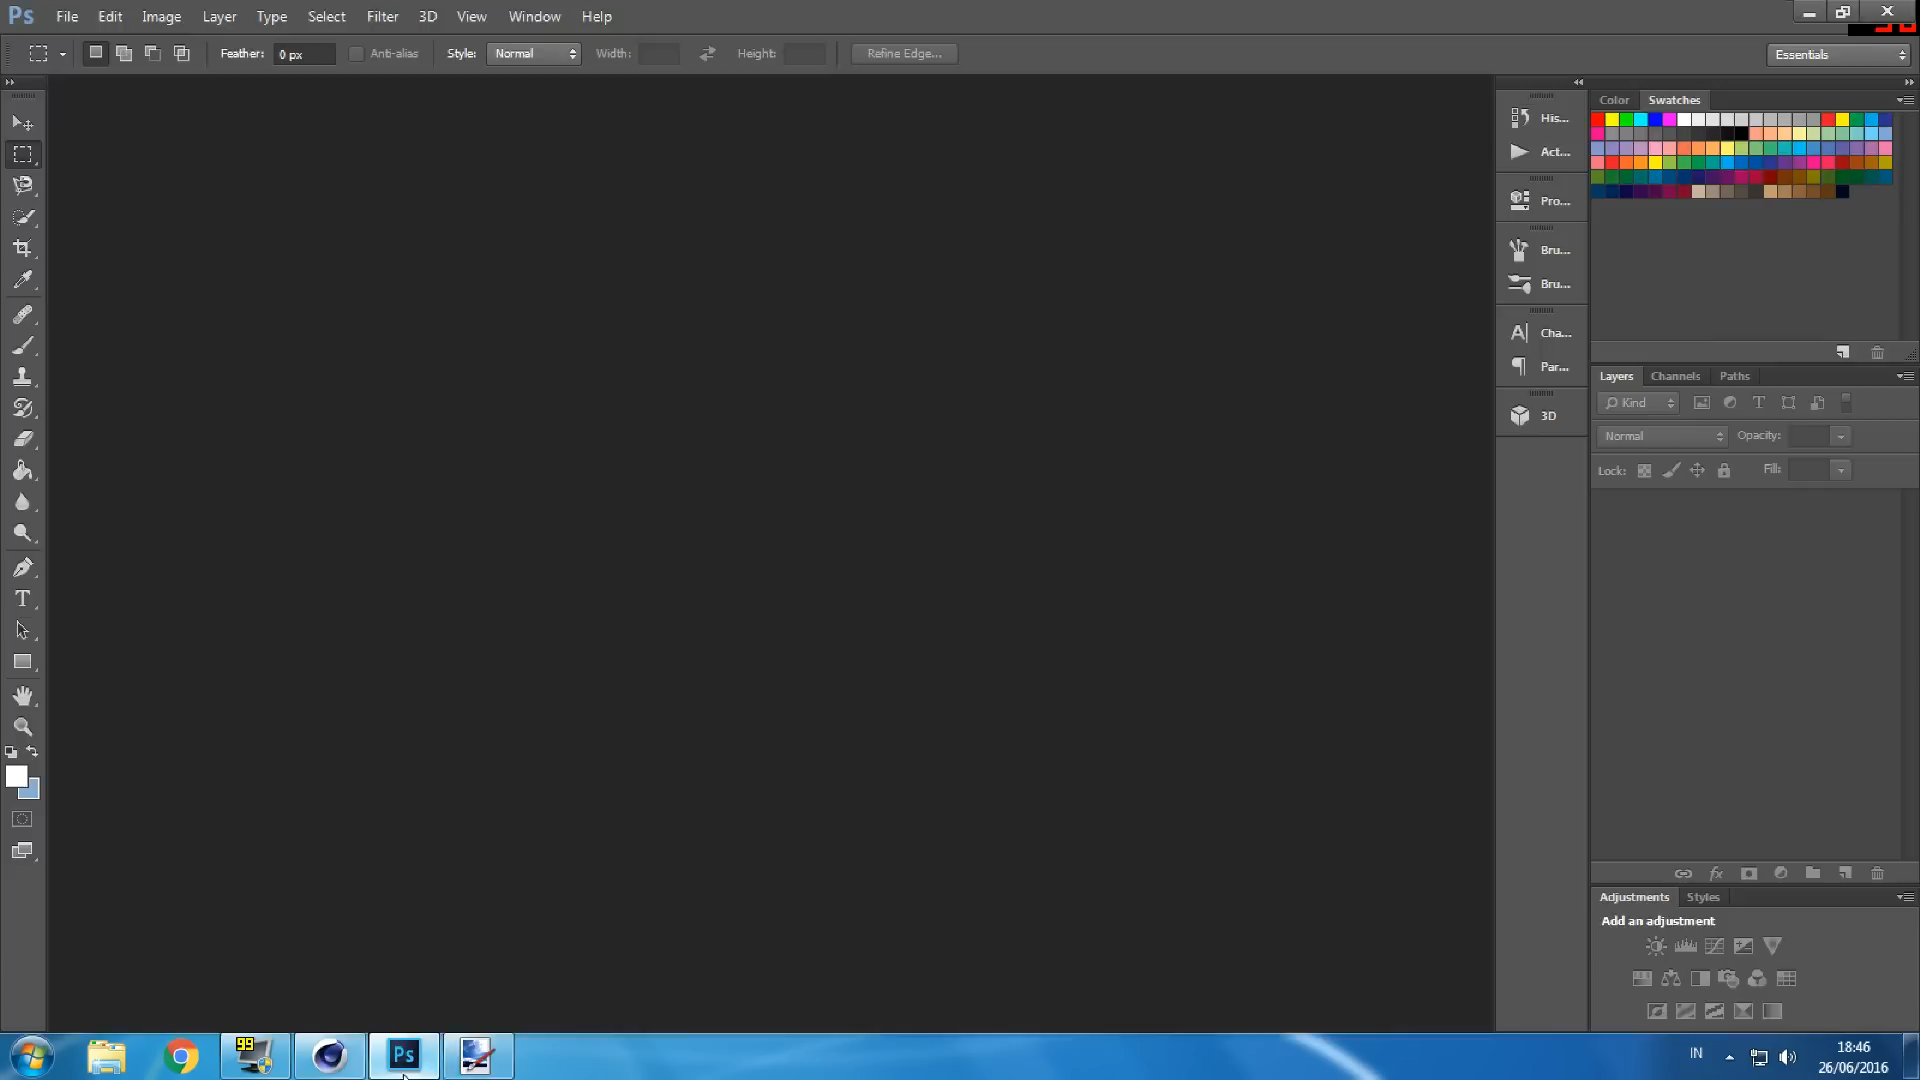 Ps File Edit Image Layer Type Select Filter 3D View Window Help
Feather: 0 px Anti-alias Style: Normal Width: Height: Refine Edge... Essentials
Color Swatches
His...
Act...
Pro...
Bru...
Bru...
Cha...
Par...
3D
Layers Channels Paths
Kind
Normal Opacity:
Lock: Fill:
Adjustments Styles
Add an adjustment
99
Ps
IN
18:46
26/06/2016